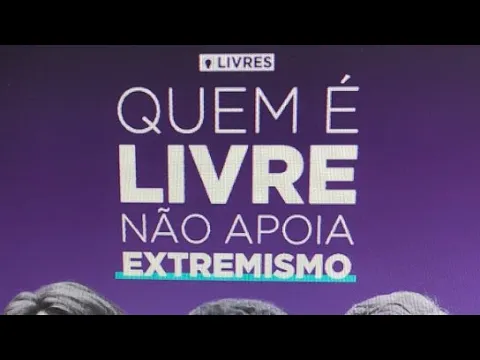 LIVRES
QUEM É
LIVRE
NÃO APOIA
EXTREMISMO